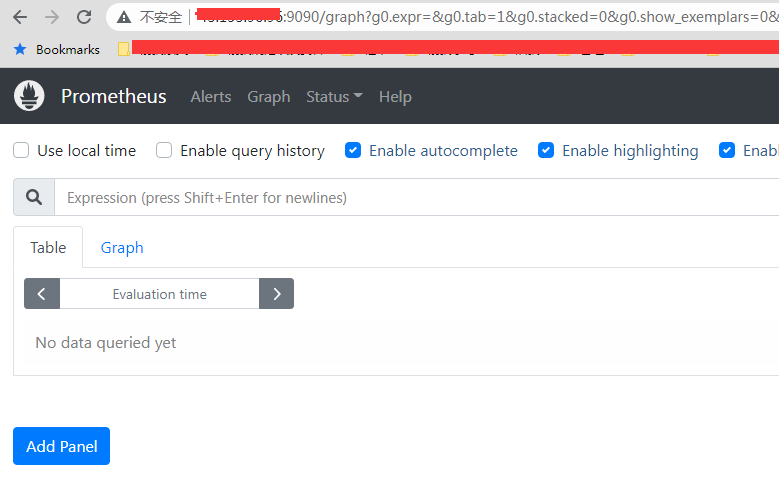 不安全 :9090/graph?g0.expr=&g0.tab=1&g0.stacked=0&g0.show_exemplars=0&
Bookmarks
Prometheus Alerts Graph Status Help
Use local time Enable query history Enable autocomplete Enable highlighting Enabl
Expression (press Shift+Enter for newlines)
Table Graph
Evaluation time
No data queried yet
Add Panel